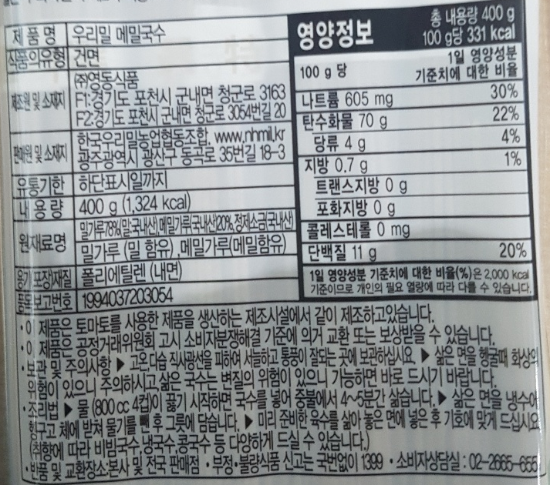 제 품 명 우리밀 메밀국수
식품의유형 건면
제조원 및 소재지 ㈜영동식품
F1:경기도 포천시 군내면 청군로 3163
F2:경기도 포천시 군내면 청군로 3064번길 20
판매원 및 소재지 한국우리밀농업협동조합, www.nhmil.kr
광주광역시 광산구 동곡로 35번길 18-3
유통기한 하단표시일까지
내 용 량 400 g (1,324 kcal)
원재료명 밀가루78%(밀:국내산),메밀가루(국내산)20%,정제소금(국내산)
밀가루 (밀 함유), 메밀가루(메밀함유)
용기포장재질 폴리에틸렌 (내면)
품목보고번호 1994037203054
영양정보 총 내용량 400 g
100 g당 331 kcal
100 g 당 1일 영양성분
기준치에 대한 비율
나트륨 605 mg 30%
탄수화물 70 g 22%
당류 4 g 4%
지방 0.7 g 1%
트랜스지방 0 g
포화지방 0 g
콜레스테롤 0 mg
단백질 11 g 20%
1일 영양성분 기준치에 대한 비율(%)은 2,000 kcal
기준이므로 개인의 필요 열량에 따라 다를 수 있습니다.
• 이 제품은 토마토를 사용한 제품을 생산하는 제조시설에서 같이 제조하고있습니다.
• 이 제품은 공정거래위원회 고시 소비자분쟁해결 기준에 의거 교환 또는 보상받을 수 있습니다.
• 보관 및 주의사항 ▶ 고온,다습 직사광선을 피하여 서늘하고 통풍이 잘되는 곳에 보관하십시요. ▶ 삶은 면을 헹굴때 화상의
위험이 있으니 주의하시고 삶은 국수는 변질의 위험이 있으니 가능하면 바로 드시기 바랍니다.
• 조리법 ▶ 물 (800 cc 4컵)이 끓기 시작하면 국수를 넣어 중불에서 4~5분간 삶습니다. ▶ 삶은 면을 냉수에
헹구고 체에 받쳐 물기를 뺀 후 그릇에 담습니다. ▶ 미리 준비한 육수를 삶아 놓은 면에 넣은 후 기호에 맞게 드십시요
(취향에 따라 비빔국수,냉국수,콩국수 등 다양하게 드실 수 있습니다.)
• 반품 및 교환장소:본사 및 전국 판매점 • 부정•불량식품 신고는 국번없이 1399 • 소비자상담실 : 02-2665-655